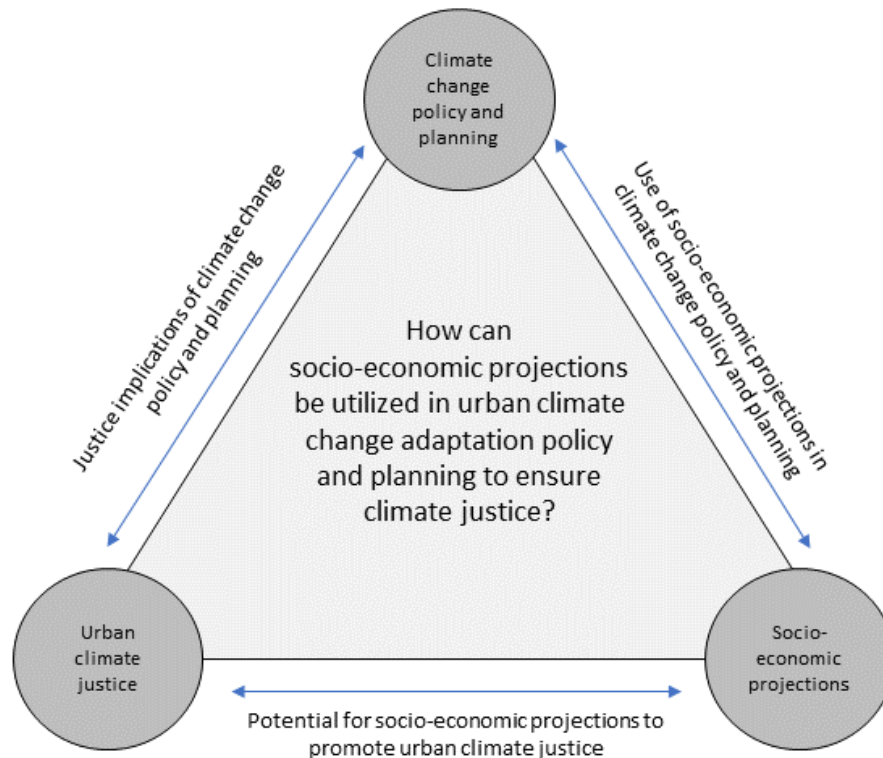 Climate
change
policy and
planning
Justice implications of climate change
policy and planning
Use of socio-economic projections in
climate change policy and planning
How can
socio-economic projections
be utilized in urban climate
change adaptation policy
and planning to ensure
climate justice?
Urban
climate
justice
Socio-
economic
projections
Potential for socio-economic projections to
promote urban climate justice